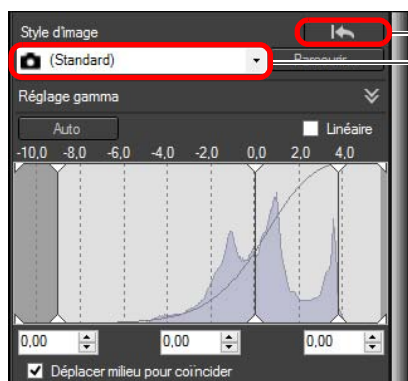 Style d'image
(Standard)
Parcourir
Réglage gamma
Auto
Linéaire
-10,0 -8,0 -6,0 -4,0 -2,0 0,0 2,0 4,0
0,00 0,00 0,00
Déplacer milieu pour coïncider